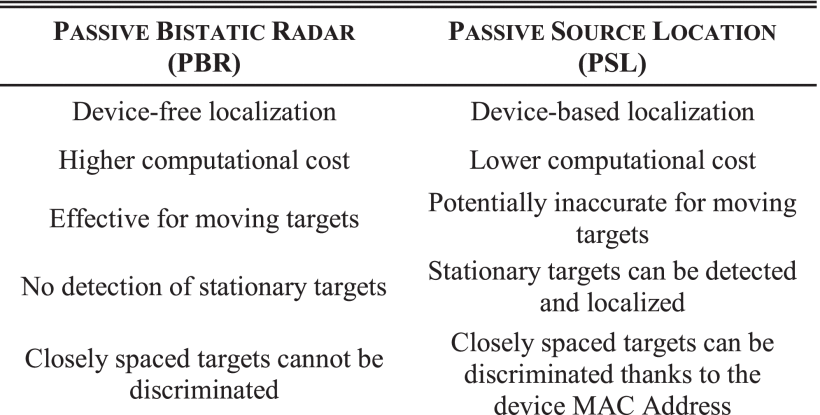 PASSIVE BISTATIC RADAR (PBR)
PASSIVE SOURCE LOCATION (PSL)
Device-free localization
Device-based localization
Higher computational cost
Lower computational cost
Effective for moving targets
Potentially inaccurate for moving
targets
No detection of stationary targets
Stationary targets can be detected
and localized
Closely spaced targets cannot be
discriminated
Closely spaced targets can be
discriminated thanks to the
device MAC Address